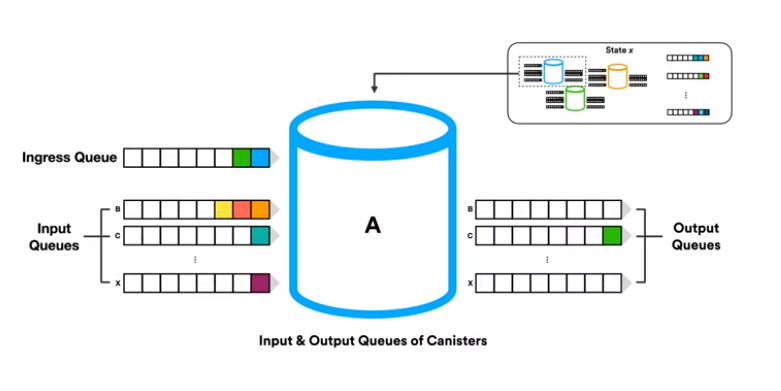 State x
Ingress Queue
A
B
C
X
Input
Queues
B
C
X
Output
Queues
Input & Output Queues of Canisters